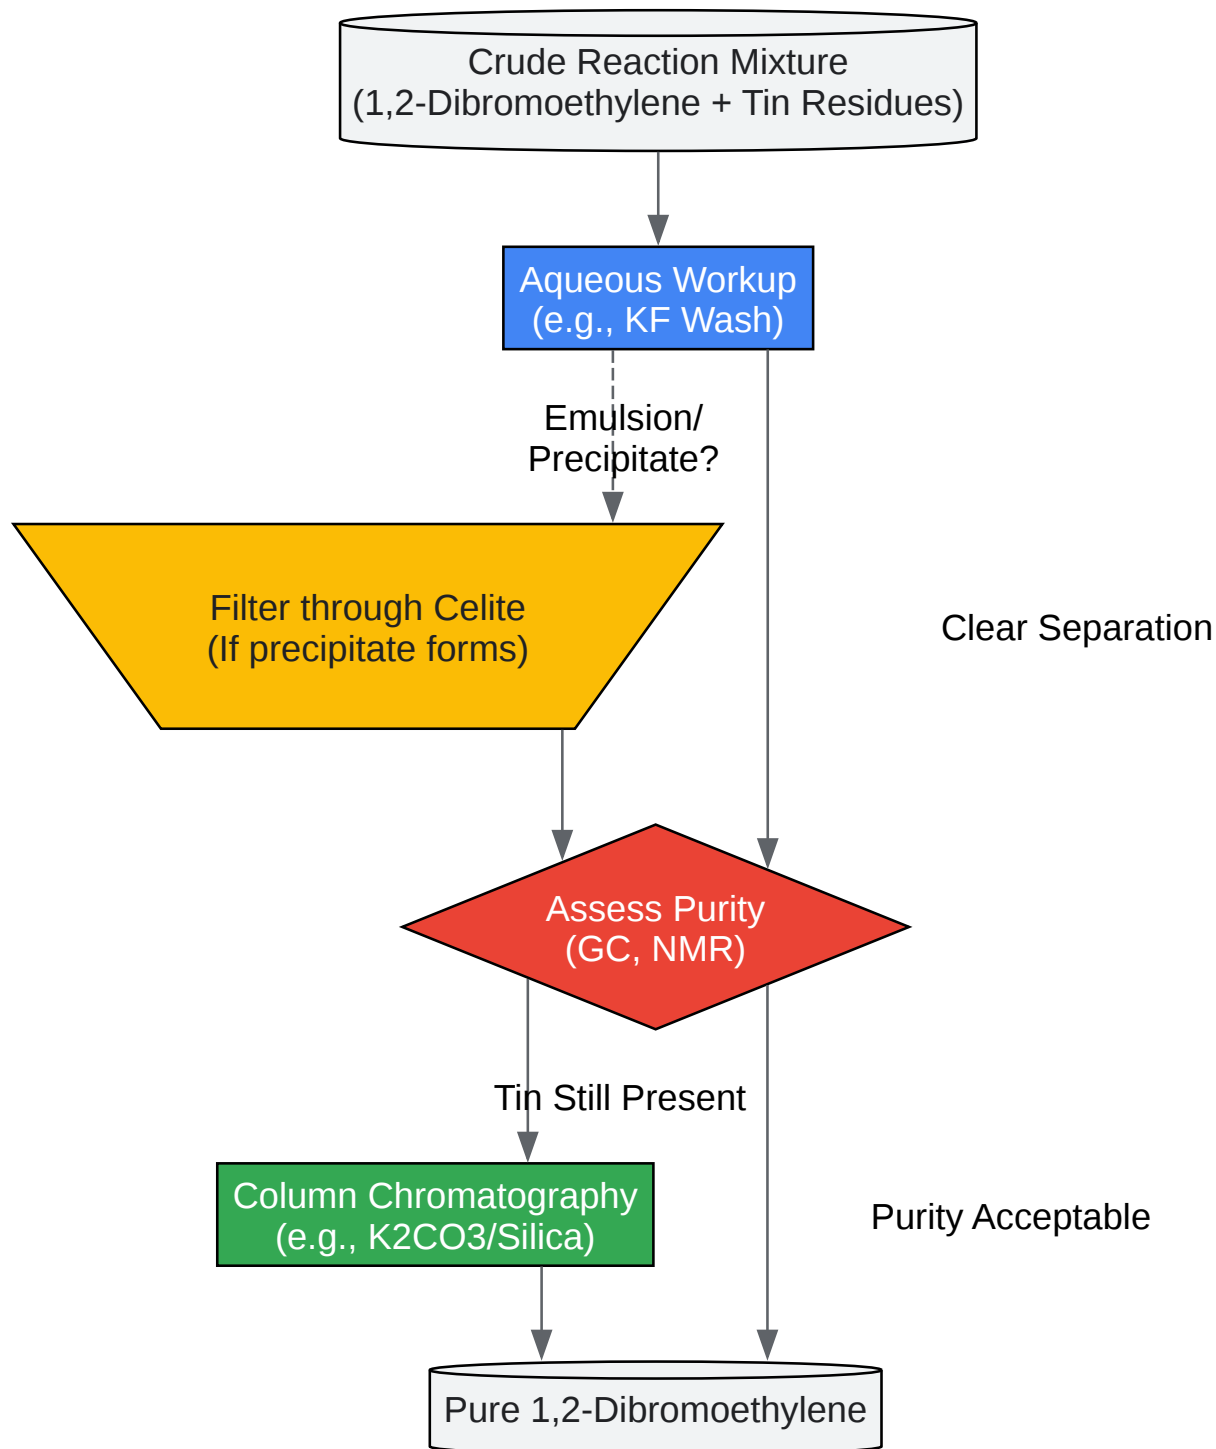 Crude Reaction Mixture
(1,2-Dibromoethylene + Tin Residues)
Aqueous Workup
(e.g., KF Wash)
Emulsion/
Precipitate?
Filter through Celite
(If precipitate forms)
Clear Separation
Assess Purity
(GC, NMR)
Tin Still Present
Column Chromatography
(e.g., K2CO3/Silica)
Purity Acceptable
Pure 1,2-Dibromoethylene